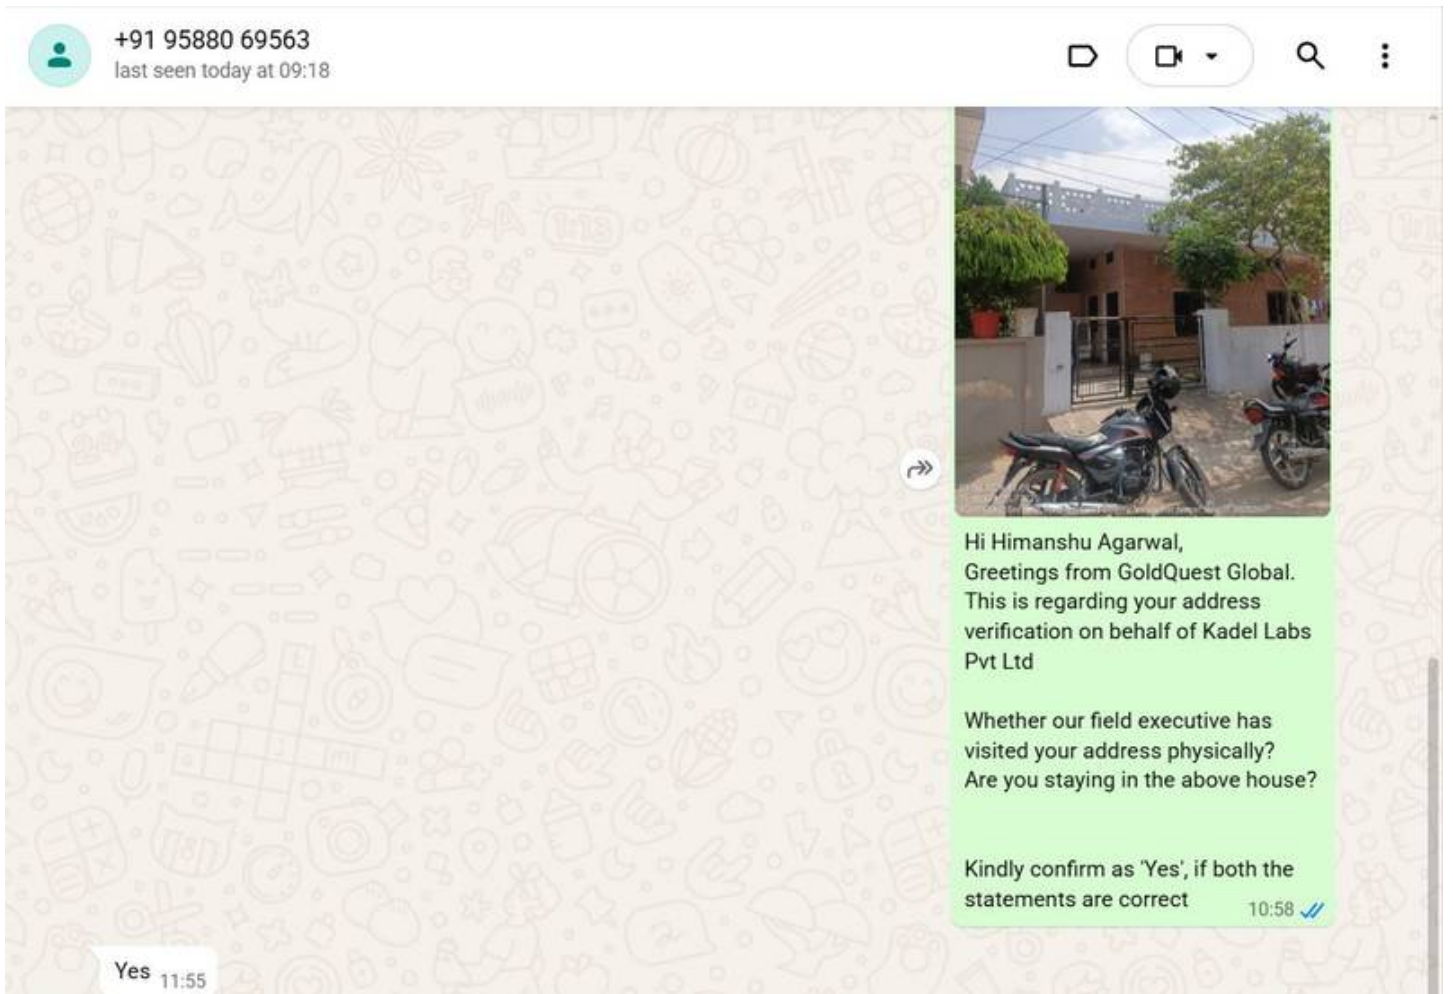 +91 95880 69563
last seen today at 09:18
Hi Himanshu Agarwal,
Greetings from GoldQuest Global.
This is regarding your address
verification on behalf of Kadel Labs
Pvt Ltd
Whether our field executive has
visited your address physically?
Are you staying in the above house?
Kindly confirm as 'Yes', if both the
statements are correct
10:58
Yes 11:55